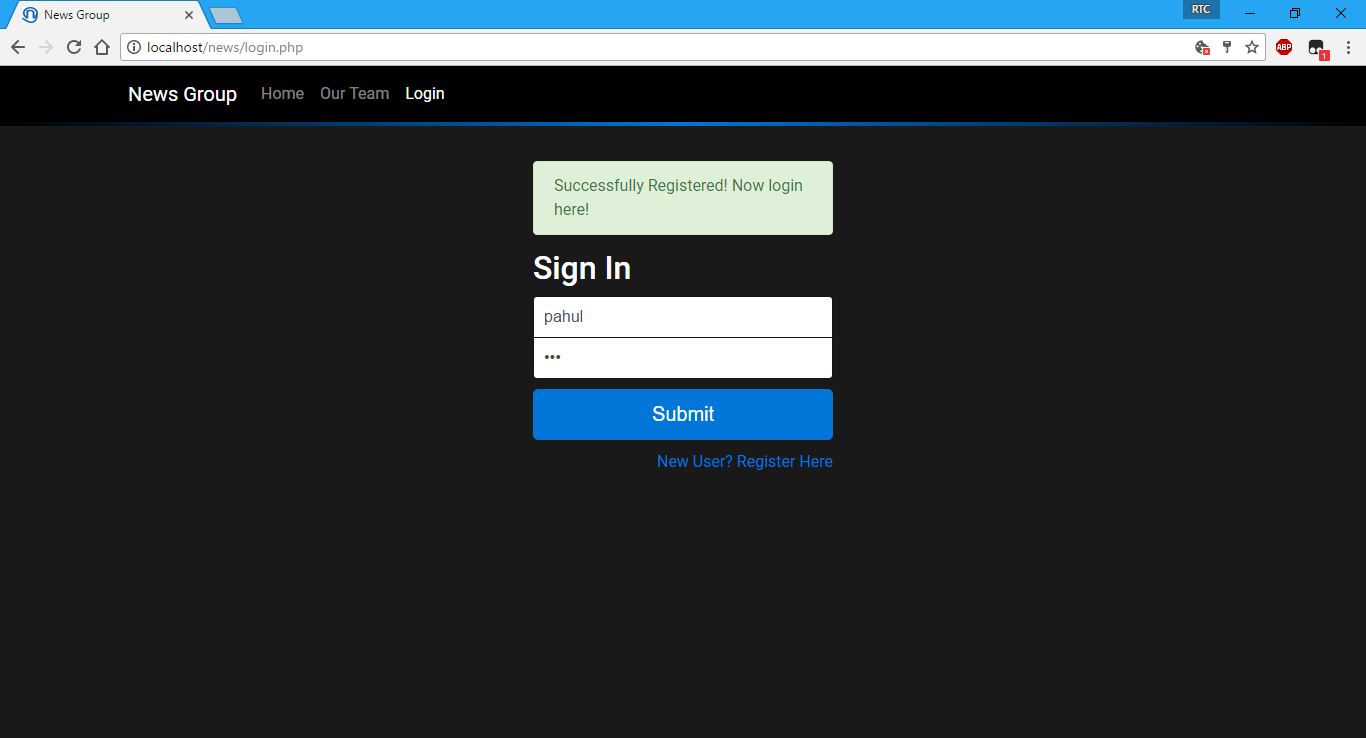 News Group
RTC
localhost/news/login.php
ABP
1
News Group Home Our Team Login
Successfully Registered! Now login
here!
Sign In
pahul
•••
Submit
New User? Register Here